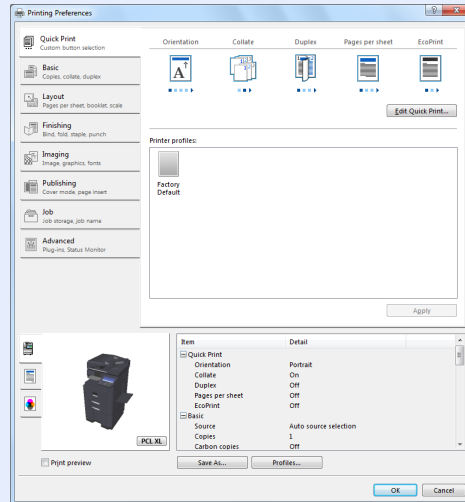 Printing Preferences
Quick Print
Custom button selection
Basic
Copies, collate, duplex
Layout
Pages per sheet, booklet, scale
Finishing
Bind, fold, staple, punch
Imaging
Image, graphics, fonts
Publishing
Cover mode, page insert
Job
Job storage, job name
Advanced
Plug-ins, Status Monitor
Orientation Collate Duplex Pages per sheet EcoPrint
A
Edit Quick Print...
Printer profiles:
Factory
Default
Apply
Item Detail
Quick Print
Orientation Portrait
Collate On
Duplex Off
Pages per sheet Off
EcoPrint Off
Basic
Source Auto source selection
Copies 1
Carbon copies Off
PCL XL
Print preview
Save As...
Profiles...
OK
Cancel